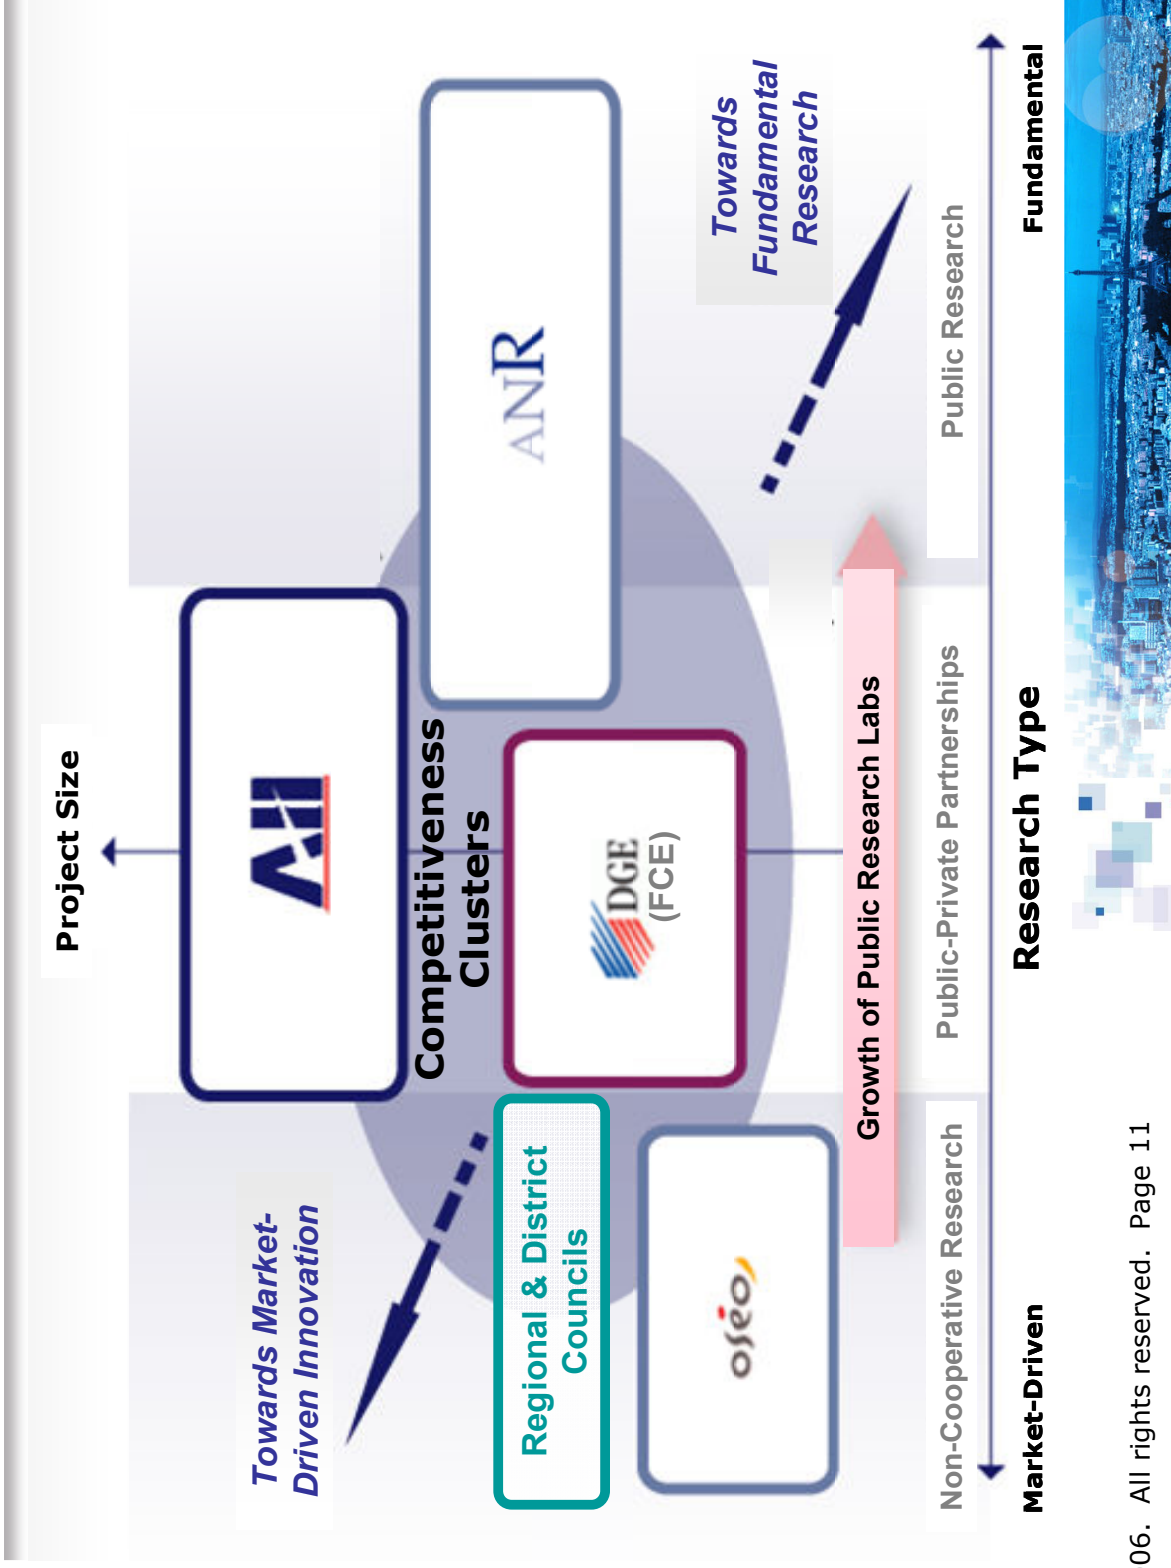 Project Size
Towards Market-
Driven Innovation
AII
Competitiveness
Clusters
ANR
Regional & District
Councils
DGE
(FCE)
oseo
Towards
Fundamental
Research
Growth of Public Research Labs
Non-Cooperative Research
Public-Private Partnerships
Public Research
Market-Driven
Research Type
Fundamental
06. All rights reserved. Page 11